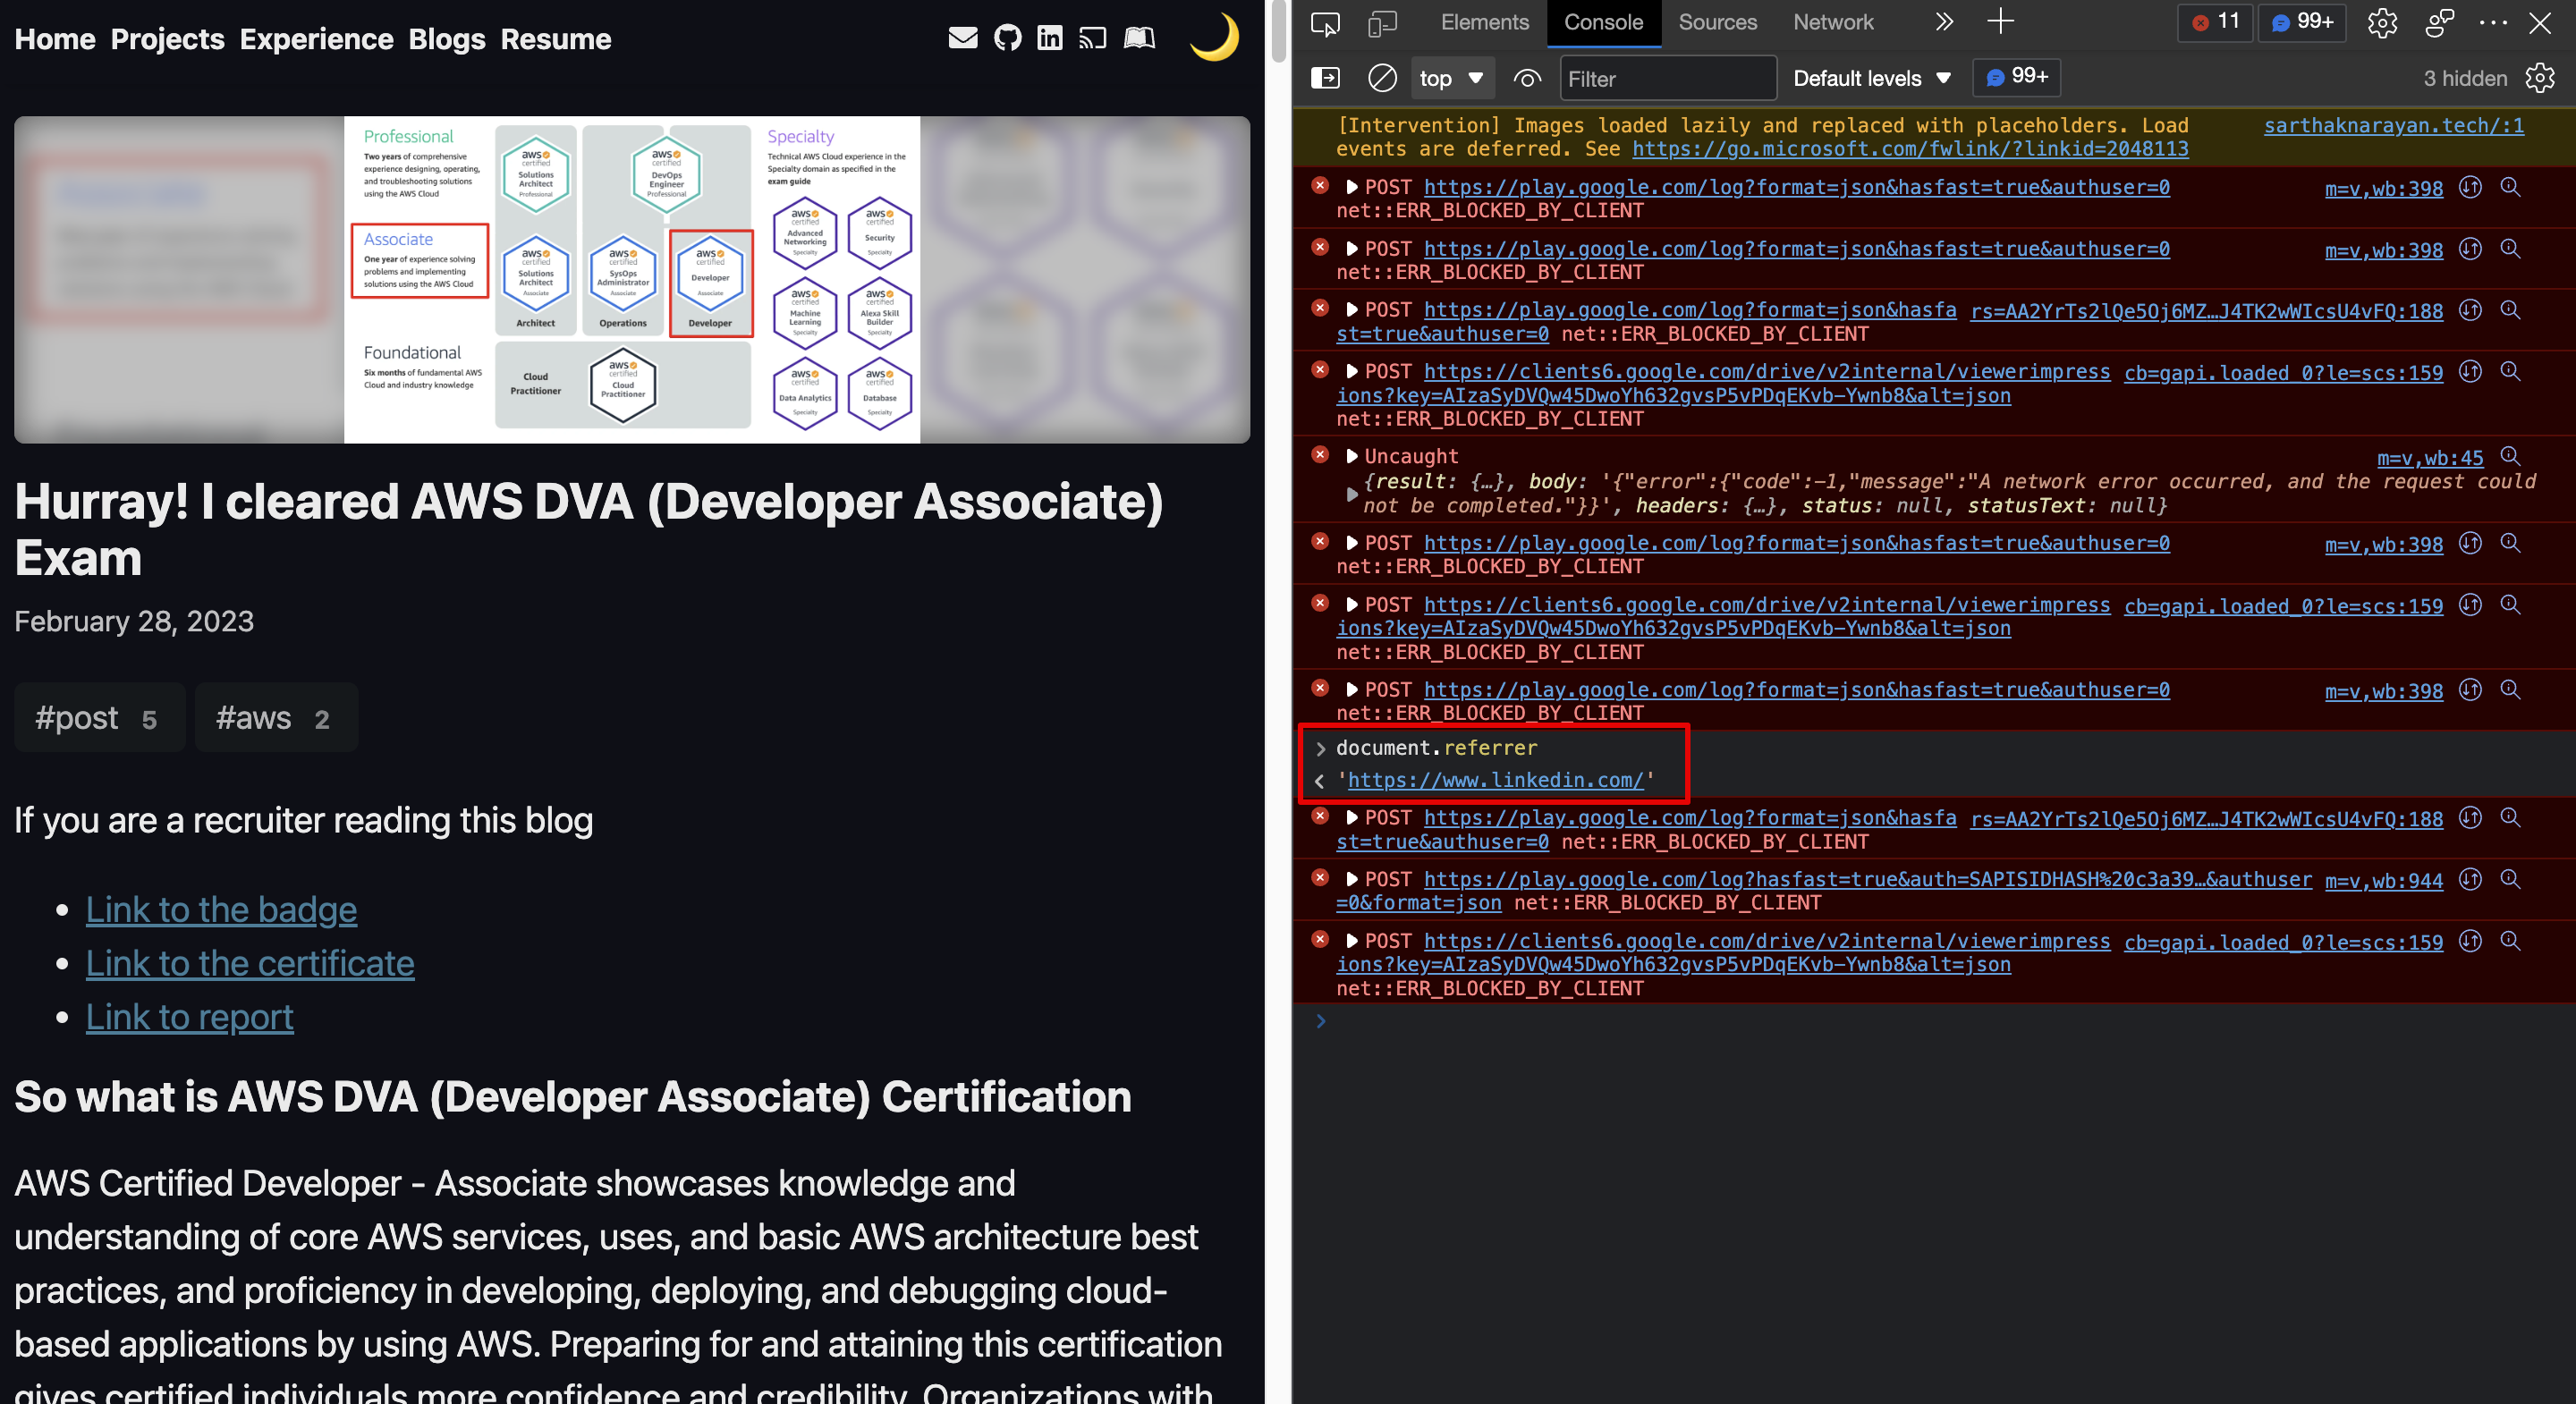 Home Projects Experience Blogs Resume
Professional
Two years of comprehensive
experience designing, operating,
and troubleshooting solutions
using the AWS Cloud
aws
certified
Solutions
Architect
Professional
aws
certified
DevOps
Engineer
Professional
Specialty
Technical AWS Cloud experience in the
Specialty domain as specified in the
exam guide
Associate
One year of experience solving
problems and implementing
solutions using the AWS Cloud
aws
certified
Solutions
Architect
Associate
Architect
aws
certified
SysOps
Administrator
Associate
Operations
aws
certified
Developer
Associate
Developer
aws
certified
Advanced
Networking
Specialty
aws
certified
Security
Specialty
aws
certified
Machine
Learning
Specialty
aws
certified
Alexa Skill
Builder
Specialty
Foundational
Six months of fundamental AWS
Cloud and industry knowledge
Cloud
Practitioner
aws
certified
Cloud
Practitioner
aws
certified
Data Analytics
Specialty
aws
certified
Database
Specialty
Hurray! I cleared AWS DVA (Developer Associate)
Exam
February 28, 2023
#post 5 #aws 2
If you are a recruiter reading this blog
• Link to the badge
• Link to the certificate
• Link to report
So what is AWS DVA (Developer Associate) Certification
AWS Certified Developer - Associate showcases knowledge and
understanding of core AWS services, uses, and basic AWS architecture best
practices, and proficiency in developing, deploying, and debugging cloud-
based applications by using AWS. Preparing for and attaining this certification
gives certified individuals more confidence and credibility. Organizations with
Elements Console Sources Network 11 99+
top Filter Default levels 99+ 3 hidden
[Intervention] Images loaded lazily and replaced with placeholders. Load sarthaknarayan.tech/:1
events are deferred. See https://go.microsoft.com/fwlink/?linkid=2048113
POST https://play.google.com/log?format=json&hasfast=true&authuser=0 m=v,wb:398
net::ERR_BLOCKED_BY_CLIENT
POST https://play.google.com/log?format=json&hasfast=true&authuser=0 m=v,wb:398
net::ERR_BLOCKED_BY_CLIENT
POST https://play.google.com/log?format=json&hasfa rs=AA2YrTs2lQe5Oj6MZ…J4TK2wWIcsU4vFQ:188
st=true&authuser=0 net::ERR_BLOCKED_BY_CLIENT
POST https://clients6.google.com/drive/v2internal/viewerimpress cb=gapi.loaded_0?le=scs:159
ions?key=AIzaSyDVQw45DwoYh632gvsP5vPDqEKvb-Ywnb8&alt=json
net::ERR_BLOCKED_BY_CLIENT
Uncaught m=v,wb:45
{result: {…}, body: '{"error":{"code":-1,"message":"A network error occurred, and the request could
not be completed."}}', headers: {…}, status: null, statusText: null}
POST https://play.google.com/log?format=json&hasfast=true&authuser=0 m=v,wb:398
net::ERR_BLOCKED_BY_CLIENT
POST https://clients6.google.com/drive/v2internal/viewerimpress cb=gapi.loaded_0?le=scs:159
ions?key=AIzaSyDVQw45DwoYh632gvsP5vPDqEKvb-Ywnb8&alt=json
net::ERR_BLOCKED_BY_CLIENT
POST https://play.google.com/log?format=json&hasfast=true&authuser=0 m=v,wb:398
net::ERR_BLOCKED_BY_CLIENT
document.referrer
'https://www.linkedin.com/'
POST https://play.google.com/log?format=json&hasfa rs=AA2YrTs2lQe5Oj6MZ…J4TK2wWIcsU4vFQ:188
st=true&authuser=0 net::ERR_BLOCKED_BY_CLIENT
POST https://play.google.com/log?hasfast=true&auth=SAPISIDHASH%20c3a39…&authuser m=v,wb:944
=0&format=json net::ERR_BLOCKED_BY_CLIENT
POST https://clients6.google.com/drive/v2internal/viewerimpress cb=gapi.loaded_0?le=scs:159
ions?key=AIzaSyDVQw45DwoYh632gvsP5vPDqEKvb-Ywnb8&alt=json
net::ERR_BLOCKED_BY_CLIENT